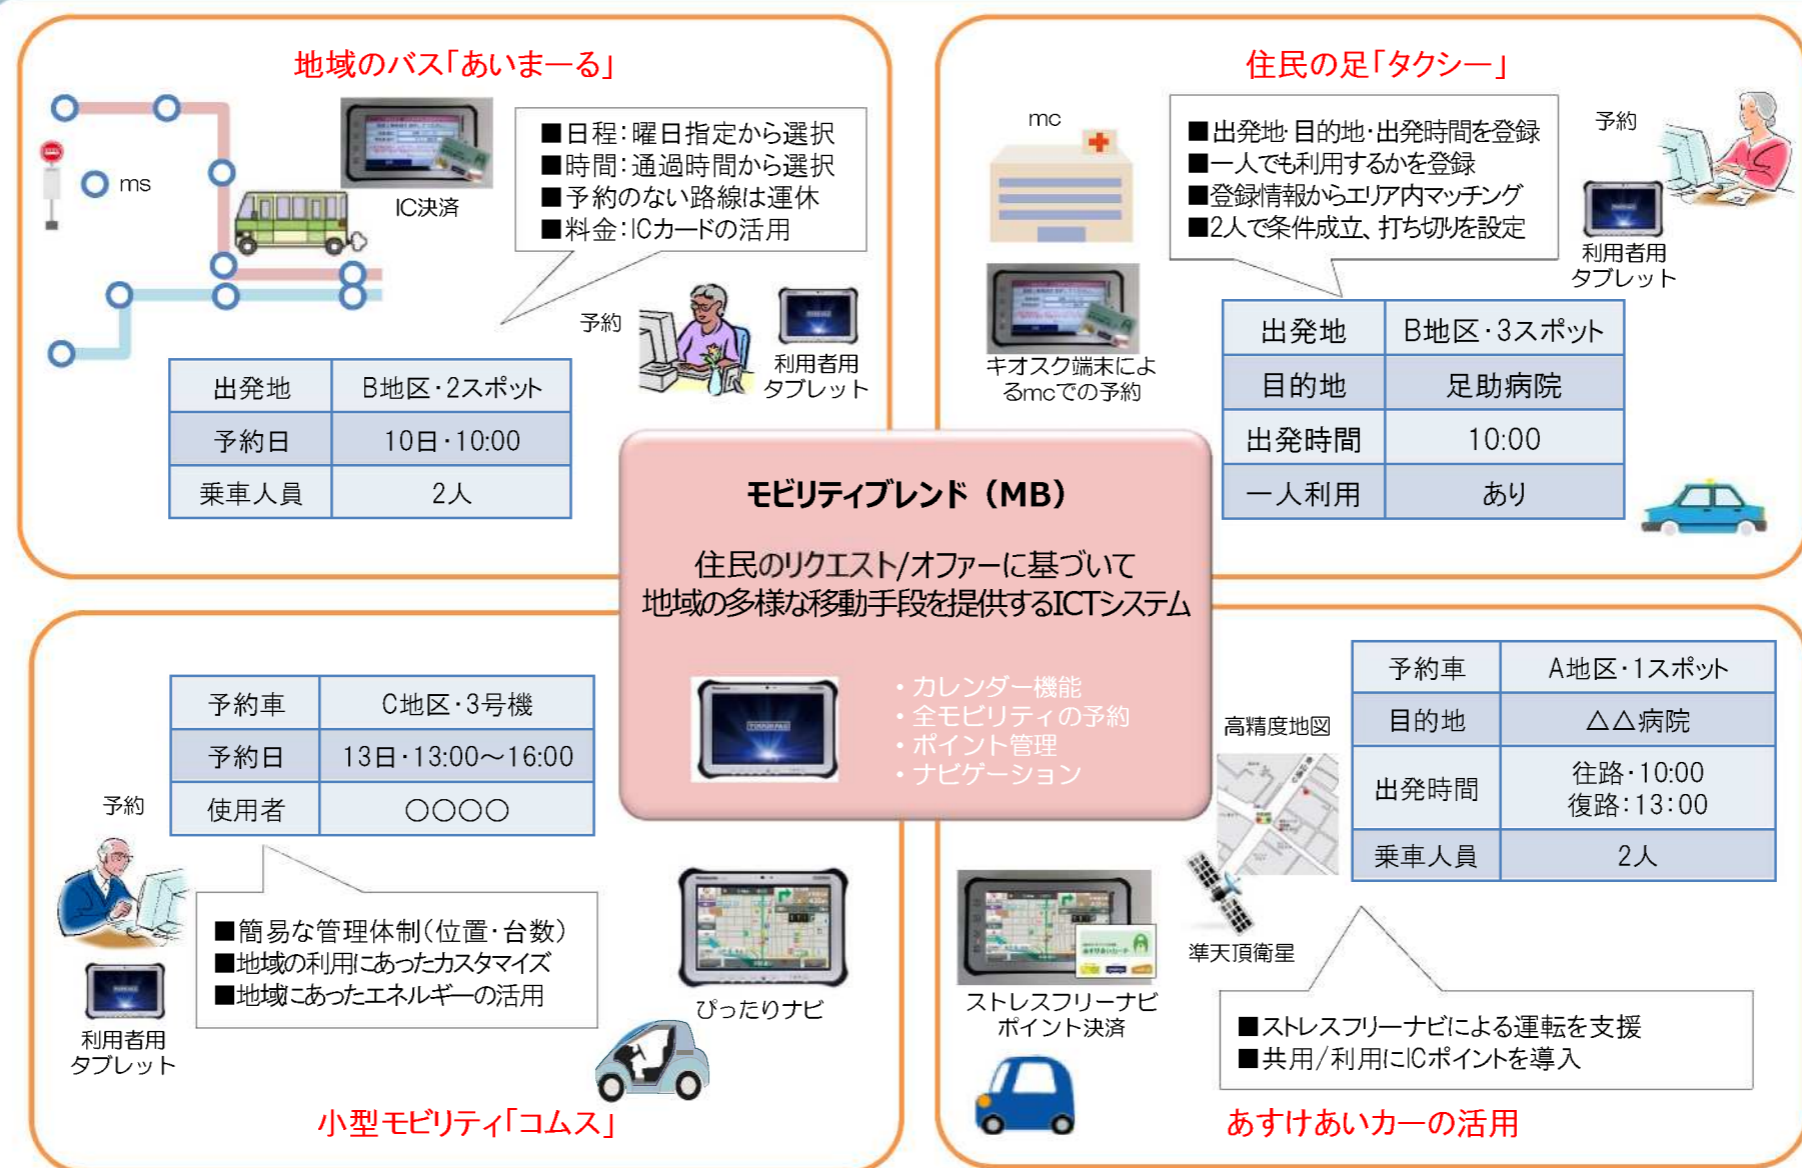 地域のバス「あいまーる」
ms
IC決済
■日程：曜日指定から選択
■時間：通過時間から選択
■予約のない路線は運休
■料金：ICカードの活用
予約
利用者用
タブレット
出発地 B地区・2スポット
予約日 10日・10:00
乗車人員 2人
住民の足「タクシー」
mc
キオスク端末によ
るmcでの予約
■出発地・目的地・出発時間を登録
■一人でも利用するかを登録
■登録情報からエリア内マッチング
■2人で条件成立、打ち切りを設定
予約
利用者用
タブレット
出発地 B地区・3スポット
目的地 足助病院
出発時間 10:00
一人利用 あり
モビリティブレンド（MB）
住民のリクエスト/オファーに基づいて
地域の多様な移動手段を提供するICTシステム
・カレンダー機能
・全モビリティの予約
・ポイント管理
・ナビゲーション
予約車 C地区・3号機
予約日 13日・13:00～16:00
使用者 ○○○○
予約
利用者用
タブレット
■簡易な管理体制（位置・台数）
■地域の利用にあったカスタマイズ
■地域にあったエネルギーの活用
ぴったりナビ
小型モビリティ「コムス」
高精度地図
準天頂衛星
予約車 A地区・1スポット
目的地 △△病院
出発時間 往路・10:00
復路：13：00
乗車人員 2人
ストレスフリーナビ
ポイント決済
■ストレスフリーナビによる運転を支援
■共用/利用にICポイントを導入
あすけあいカーの活用